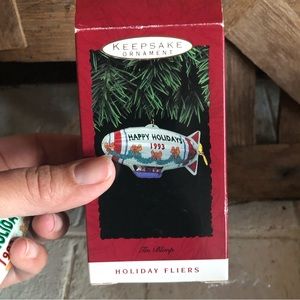 KEEPSAKE
ORNAMENT
HAPPY HOLIDAYS
1993
Tin Blimp
HOLIDAY FLIERS